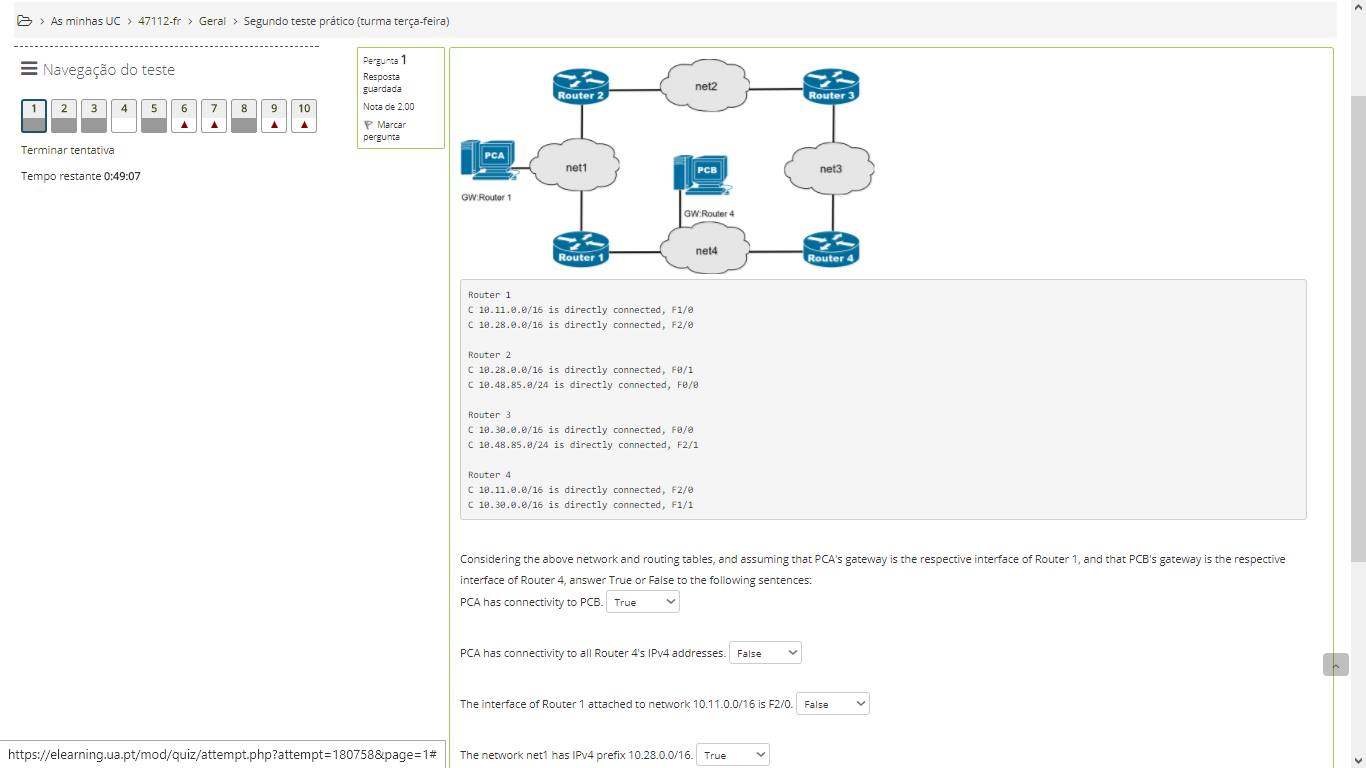 As minhas UC > 47112-fr > Geral > Segundo teste prático (turma terça-feira)
Navegação do teste
1 2 3 4 5 6 7 8 9 10
Terminar tentativa
Tempo restante 0:49:07
Pergunta 1
Resposta
guardada
Nota de 2,00
Marcar
pergunta
Router 2
net2
Router 3
PCA
net1
PCB
net3
GW:Router 1
GW:Router 4
Router 1
net4
Router 4
Router 1
C 10.11.0.0/16 is directly connected, F1/0
C 10.28.0.0/16 is directly connected, F2/0
Router 2
C 10.28.0.0/16 is directly connected, F0/1
C 10.48.85.0/24 is directly connected, F0/0
Router 3
C 10.30.0.0/16 is directly connected, F0/0
C 10.48.85.0/24 is directly connected, F2/1
Router 4
C 10.11.0.0/16 is directly connected, F2/0
C 10.30.0.0/16 is directly connected, F1/1
Considering the above network and routing tables, and assuming that PCA's gateway is the respective interface of Router 1, and that PCB's gateway is the respective
interface of Router 4, answer True or False to the following sentences:
PCA has connectivity to PCB. True
PCA has connectivity to all Router 4's IPv4 addresses. False
The interface of Router 1 attached to network 10.11.0.0/16 is F2/0. False
The network net1 has IPv4 prefix 10.28.0.0/16. True
https://elearning.ua.pt/mod/quiz/attempt.php?attempt=180758&page=1#